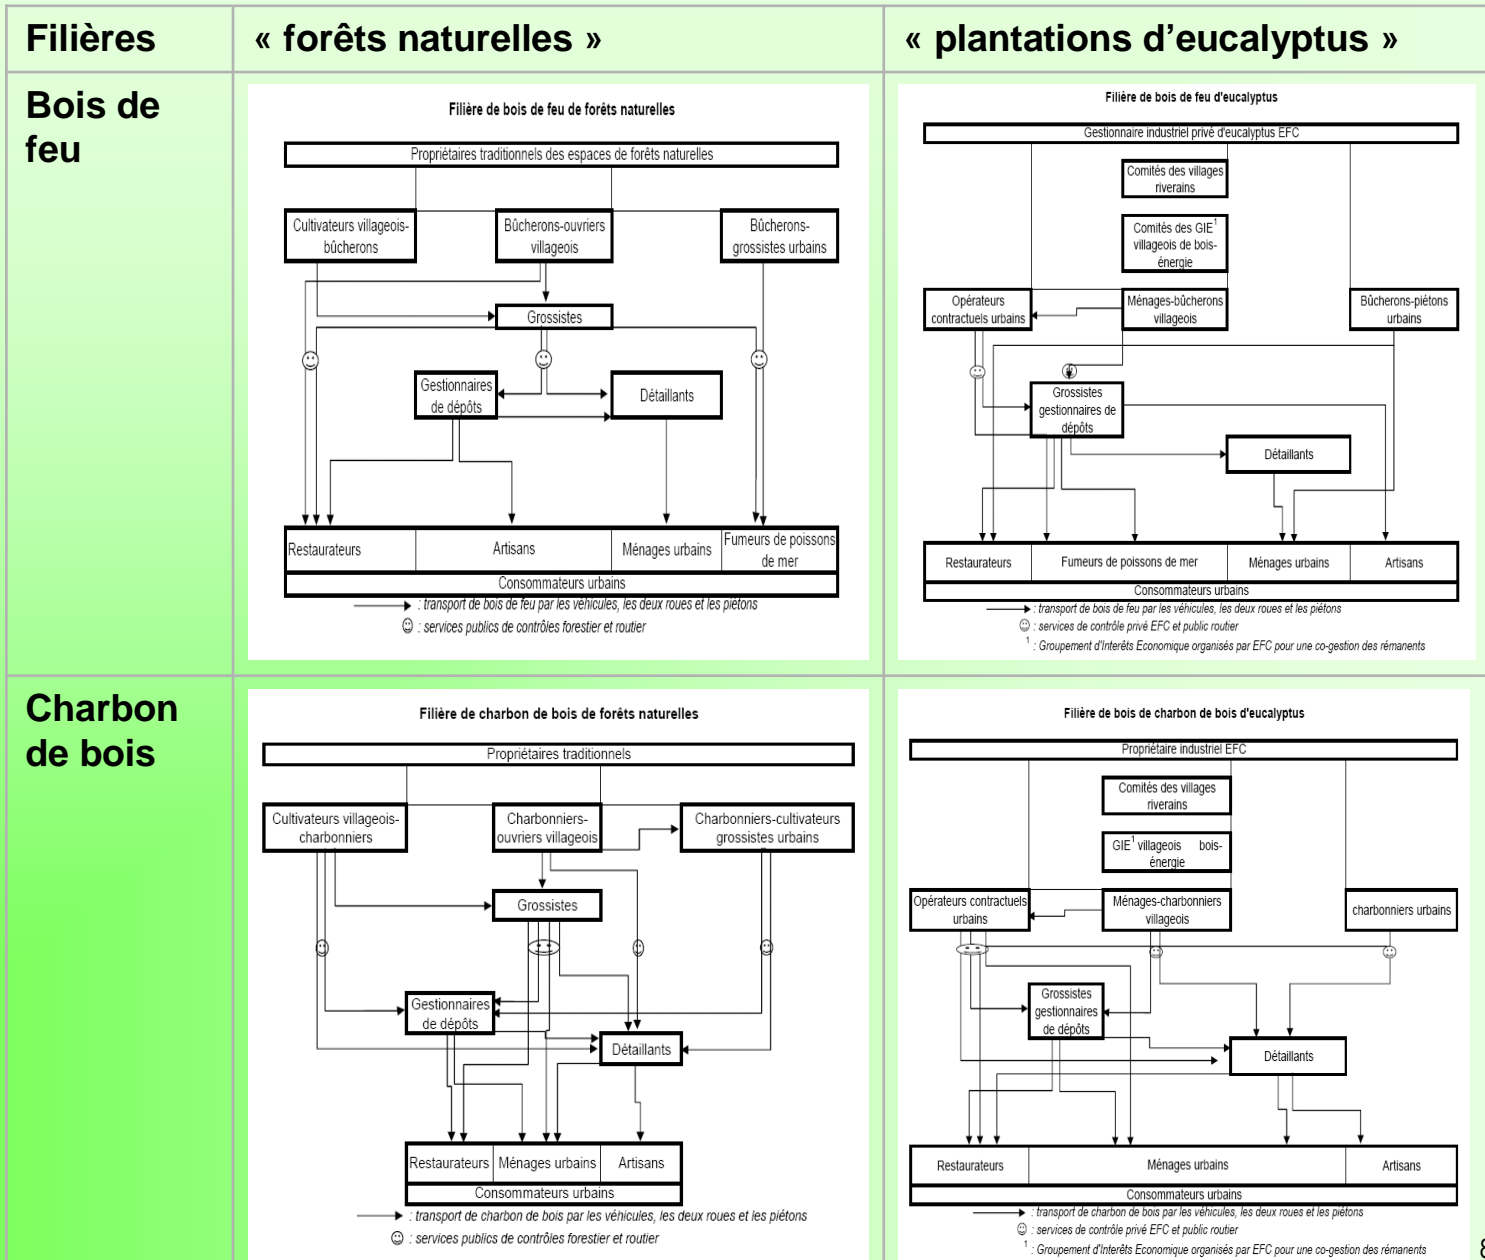 Filières
« forêts naturelles »
« plantations d’eucalyptus »
Bois de
feu
Filière de bois de feu de forêts naturelles
Propriétaires traditionnels des espaces de forêts naturelles
Cultivateurs villageois-
bûcherons
Bûcherons-ouvriers
villageois
Bûcherons-
grossistes urbains
Grossistes
Gestionnaires
de dépôts
Détaillants
Restaurateurs
Artisans
Ménages urbains
Fumeurs de poissons
de mer
Consommateurs urbains
: transport de bois de feu par les véhicules, les deux roues et les piétons
: services publics de contrôles forestier et routier
Filière de bois de feu d'eucalyptus
Gestionnaire industriel privé d'eucalyptus EFC
Comités des villages
riverains
Comités des GIE1
villageois de bois-
énergie
Opérateurs
contractuels urbains
Ménages-bûcherons
villageois
Bûcherons-piétons
urbains
Grossistes
gestionnaires de
dépôts
Détaillants
Restaurateurs
Fumeurs de poissons de mer
Ménages urbains
Artisans
Consommateurs urbains
: transport de bois de feu par les véhicules, les deux roues et les piétons
: services de contrôle privé EFC et public routier
1 : Groupement d'Interêts Economique organisés par EFC pour une co-gestion des rémanents
Charbon
de bois
Filière de charbon de bois de forêts naturelles
Propriétaires traditionnels
Cultivateurs villageois-
charbonniers
Charbonniers-
ouvriers villageois
Charbonniers-cultivateurs
grossistes urbains
Grossistes
Gestionnaires
de dépôts
Détaillants
Restaurateurs
Ménages urbains
Artisans
Consommateurs urbains
: transport de charbon de bois par les véhicules, les deux roues et les piétons
: services publics de contrôles forestier et routier
Filière de bois de charbon de bois d'eucalyptus
Propriétaire industriel EFC
Comités des villages
riverains
GIE1 villageois bois-
énergie
Opérateurs contractuels
urbains
Ménages-charbonniers
villageois
charbonniers urbains
Grossistes
gestionnaires
de dépôts
Détaillants
Restaurateurs
Ménages urbains
Artisans
Consommateurs urbains
: transport de charbon de bois par les véhicules, les deux roues et les piétons
: services de contrôle privé EFC et public routier
1 : Groupement d'Interêts Economique organisés par EFC pour une co-gestion des rémanents